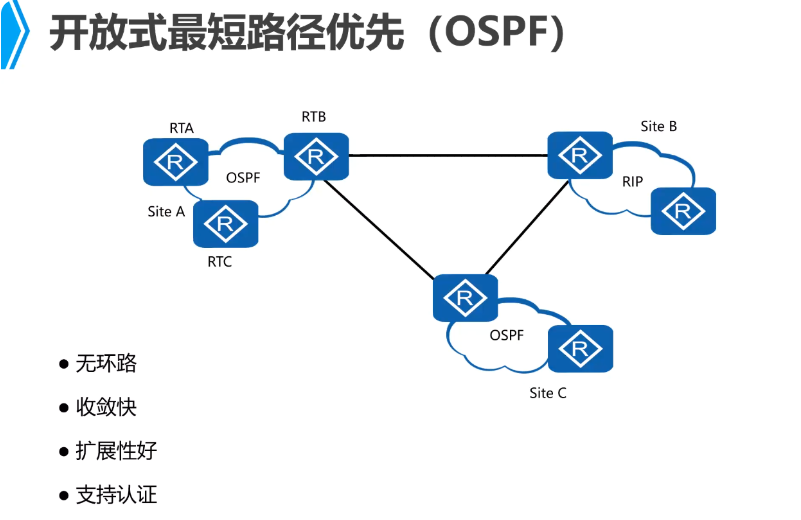 开放式最短路径优先（OSPF）
RTB
RTA
Site B
R
R
R
R
OSPF
RIP
Site A
R
R
RTC
R
OSPF
R
Site C
● 无环路
● 收敛快
● 扩展性好
● 支持认证